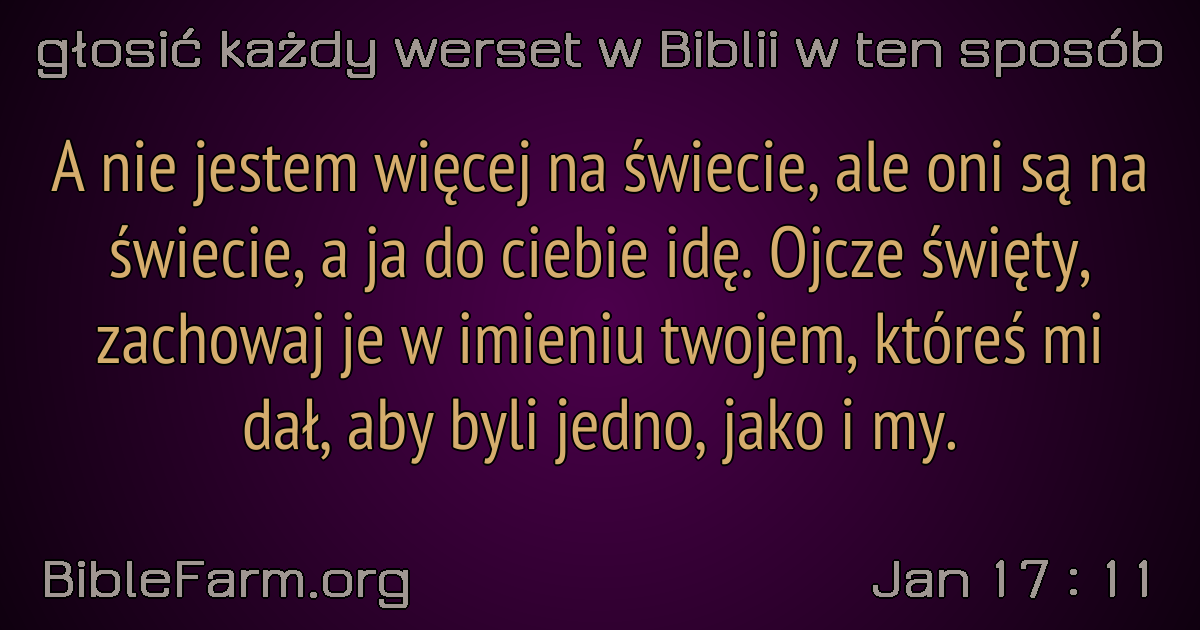 głosić każdy werset w Biblii w ten sposób
A nie jestem więcej na świecie, ale oni są na
świecie, a ja do ciebie idę. Ojcze święty,
zachowaj je w imieniu twojem, któreś mi
dał, aby byli jedno, jako i my.
BibleFarm.org
Jan 17 : 11